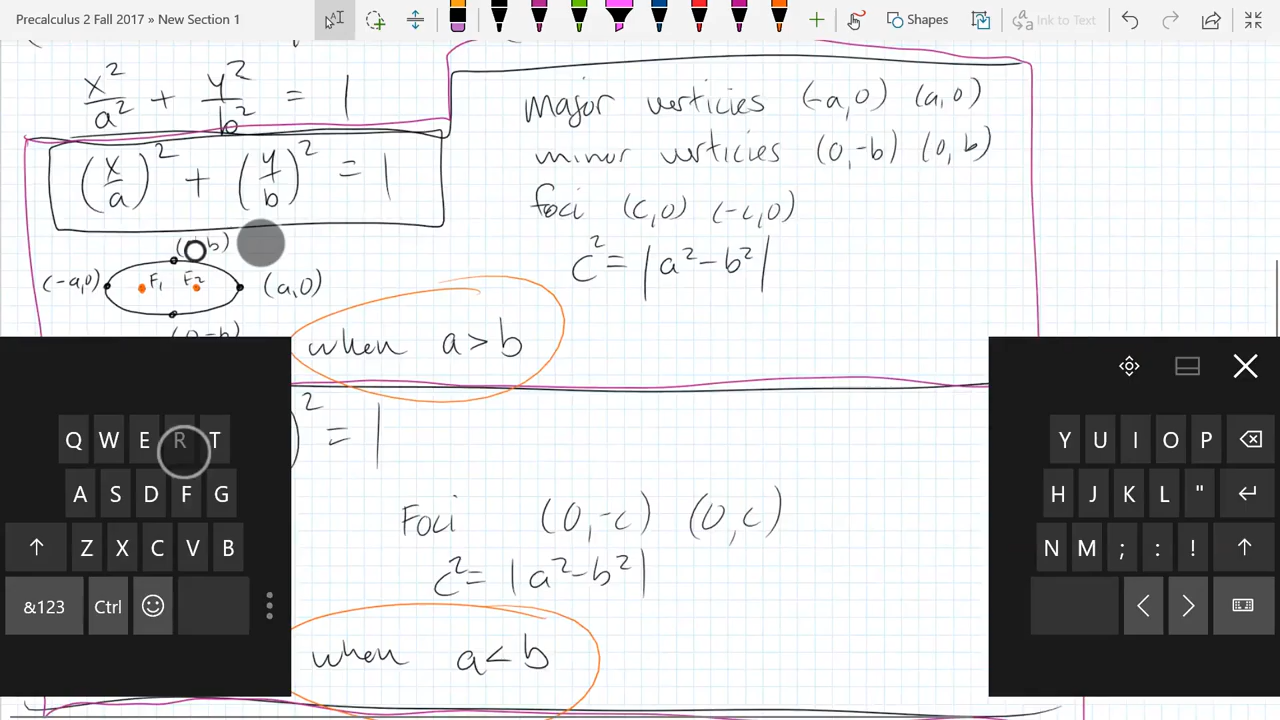 Precalculus 2 Fall 2017 » New Section 1
Shapes
Ink to Text
x²/a² + y²/b² = 1
(x/a)² + (y/b)² = 1
major verticies (-a,0) (a,0)
minor verticies (0,-b) (0,b)
foci (c,0) (-c,0)
c² = |a²-b²|
b)
(-a,0) F₁ F₂ (a,0)
(0,-b)
when a>b
)² = 1
Foci (0,-c) (0,c)
c² = |a²-b²|
when a<b
Q W E R T
A S D F G
↑ Z X C V B
&123 Ctrl
Y U I O P
H J K L "
N M ; : ! ↑
< >